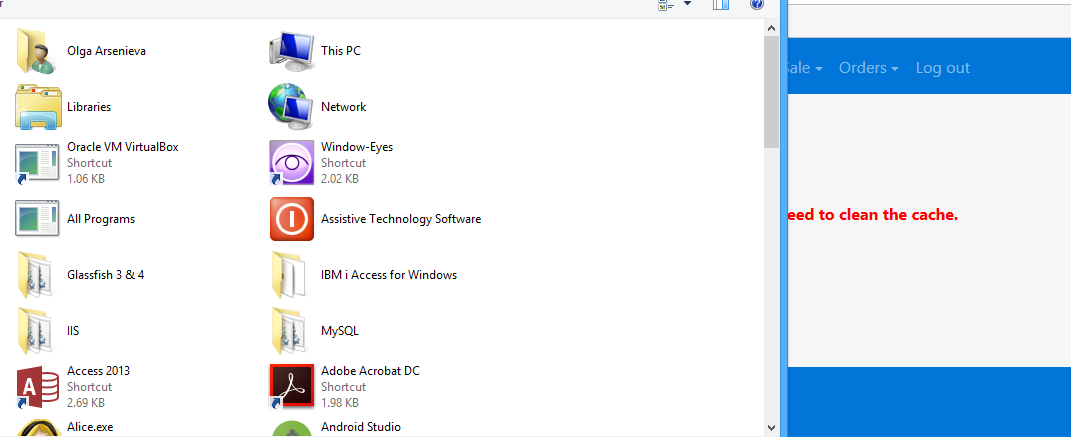 Olga Arsenieva
This PC
Libraries
Network
Oracle VM VirtualBox
Shortcut
1.06 KB
Window-Eyes
Shortcut
2.02 KB
All Programs
Assistive Technology Software
Glassfish 3 & 4
IBM i Access for Windows
IIS
MySQL
Access 2013
Shortcut
2.69 KB
Adobe Acrobat DC
Shortcut
1.98 KB
Alice.exe
Android Studio
Sale
Orders
Log out
eed to clean the cache.